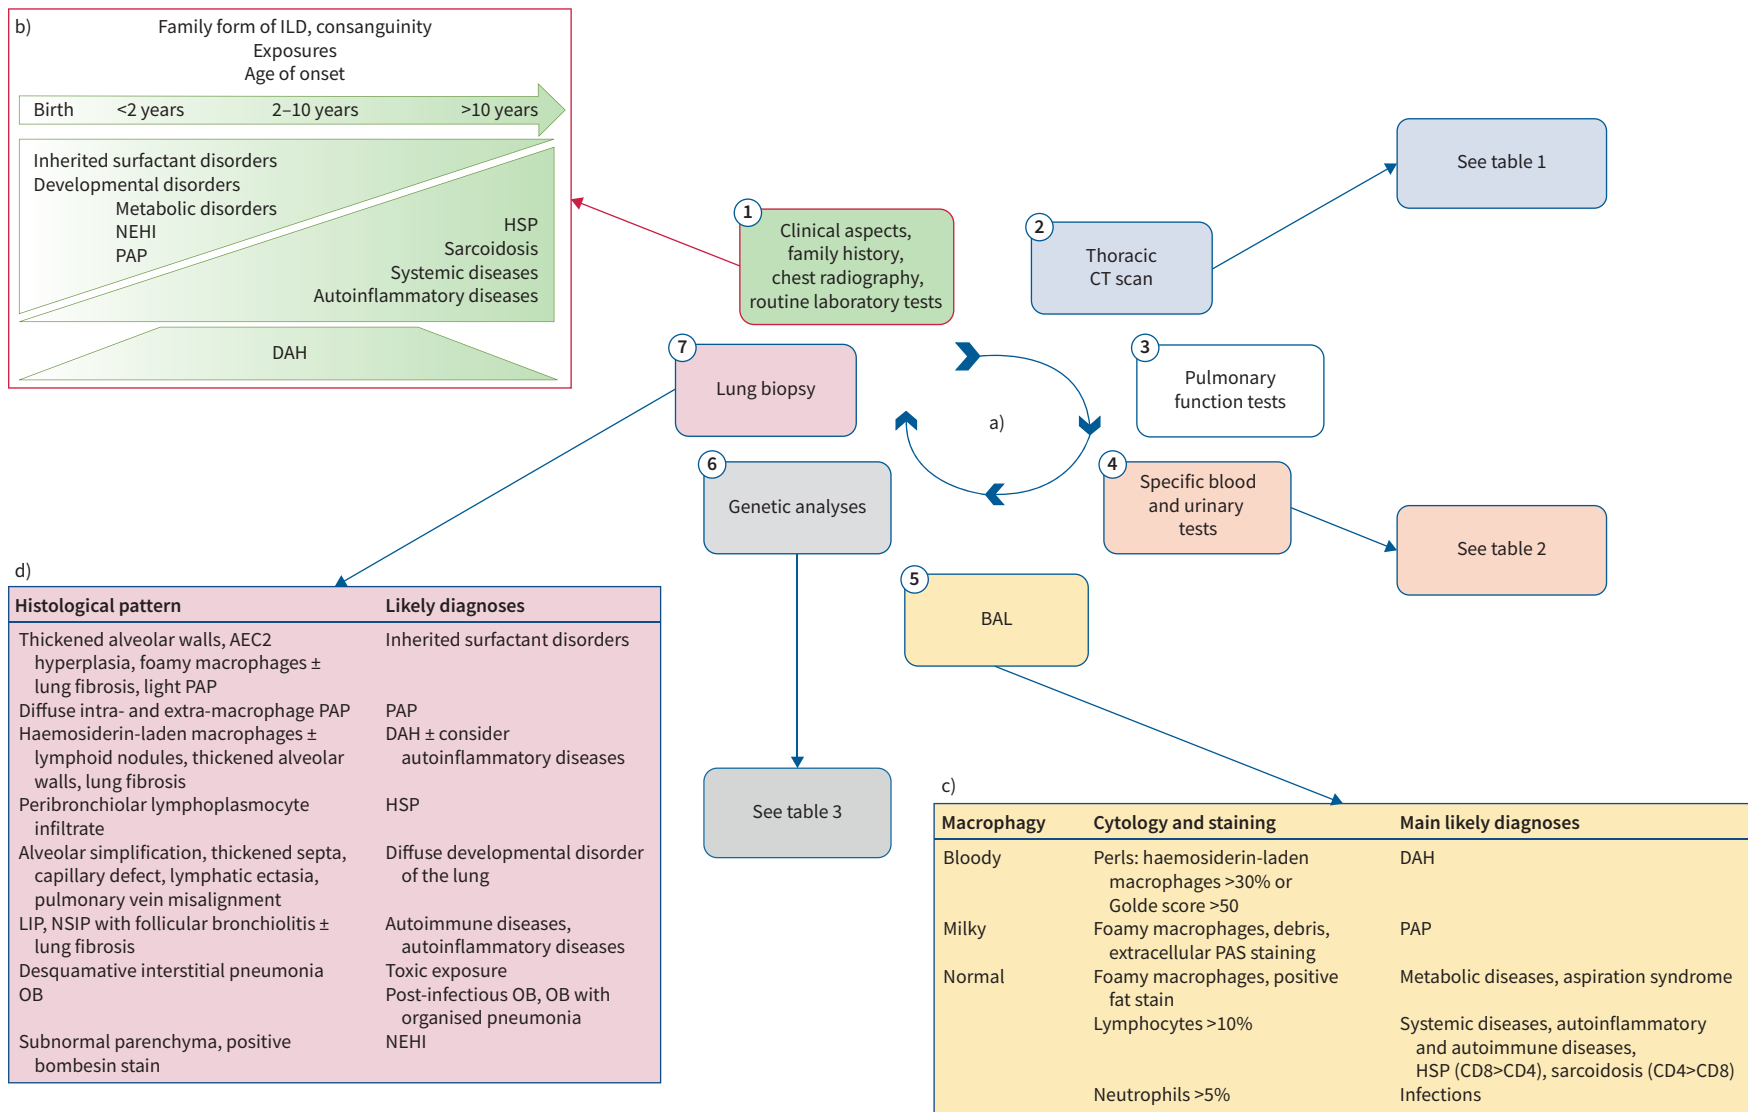 b)
Family form of ILD, consanguinity
Exposures
Age of onset
Birth <2 years 2–10 years >10 years
Inherited surfactant disorders
Developmental disorders
Metabolic disorders
NEHI
PAP
HSP
Sarcoidosis
Systemic diseases
Autoinflammatory diseases
DAH
1
Clinical aspects,
family history,
chest radiography,
routine laboratory tests
2
Thoracic
CT scan
See table 1
3
Pulmonary
function tests
4
Specific blood
and urinary
tests
See table 2
5
BAL
6
Genetic analyses
See table 3
7
Lung biopsy
a)
d)
Histological pattern Likely diagnoses
Thickened alveolar walls, AEC2 Inherited surfactant disorders
hyperplasia, foamy macrophages ±
lung fibrosis, light PAP
Diffuse intra- and extra-macrophage PAP PAP
Haemosiderin-laden macrophages ± DAH ± consider
lymphoid nodules, thickened alveolar autoinflammatory diseases
walls, lung fibrosis
Peribronchiolar lymphoplasmocyte HSP
infiltrate
Alveolar simplification, thickened septa, Diffuse developmental disorder
capillary defect, lymphatic ectasia, of the lung
pulmonary vein misalignment
LIP, NSIP with follicular bronchiolitis ± Autoimmune diseases,
lung fibrosis autoinflammatory diseases
Desquamative interstitial pneumonia Toxic exposure
OB Post-infectious OB, OB with
organised pneumonia
Subnormal parenchyma, positive NEHI
bombesin stain
c)
Macrophagy Cytology and staining Main likely diagnoses
Bloody Perls: haemosiderin-laden DAH
macrophages >30% or
Golde score >50
Milky Foamy macrophages, debris, PAP
extracellular PAS staining
Normal Foamy macrophages, positive Metabolic diseases, aspiration syndrome
fat stain
Lymphocytes >10% Systemic diseases, autoinflammatory
and autoimmune diseases,
HSP (CD8>CD4), sarcoidosis (CD4>CD8)
Neutrophils >5% Infections